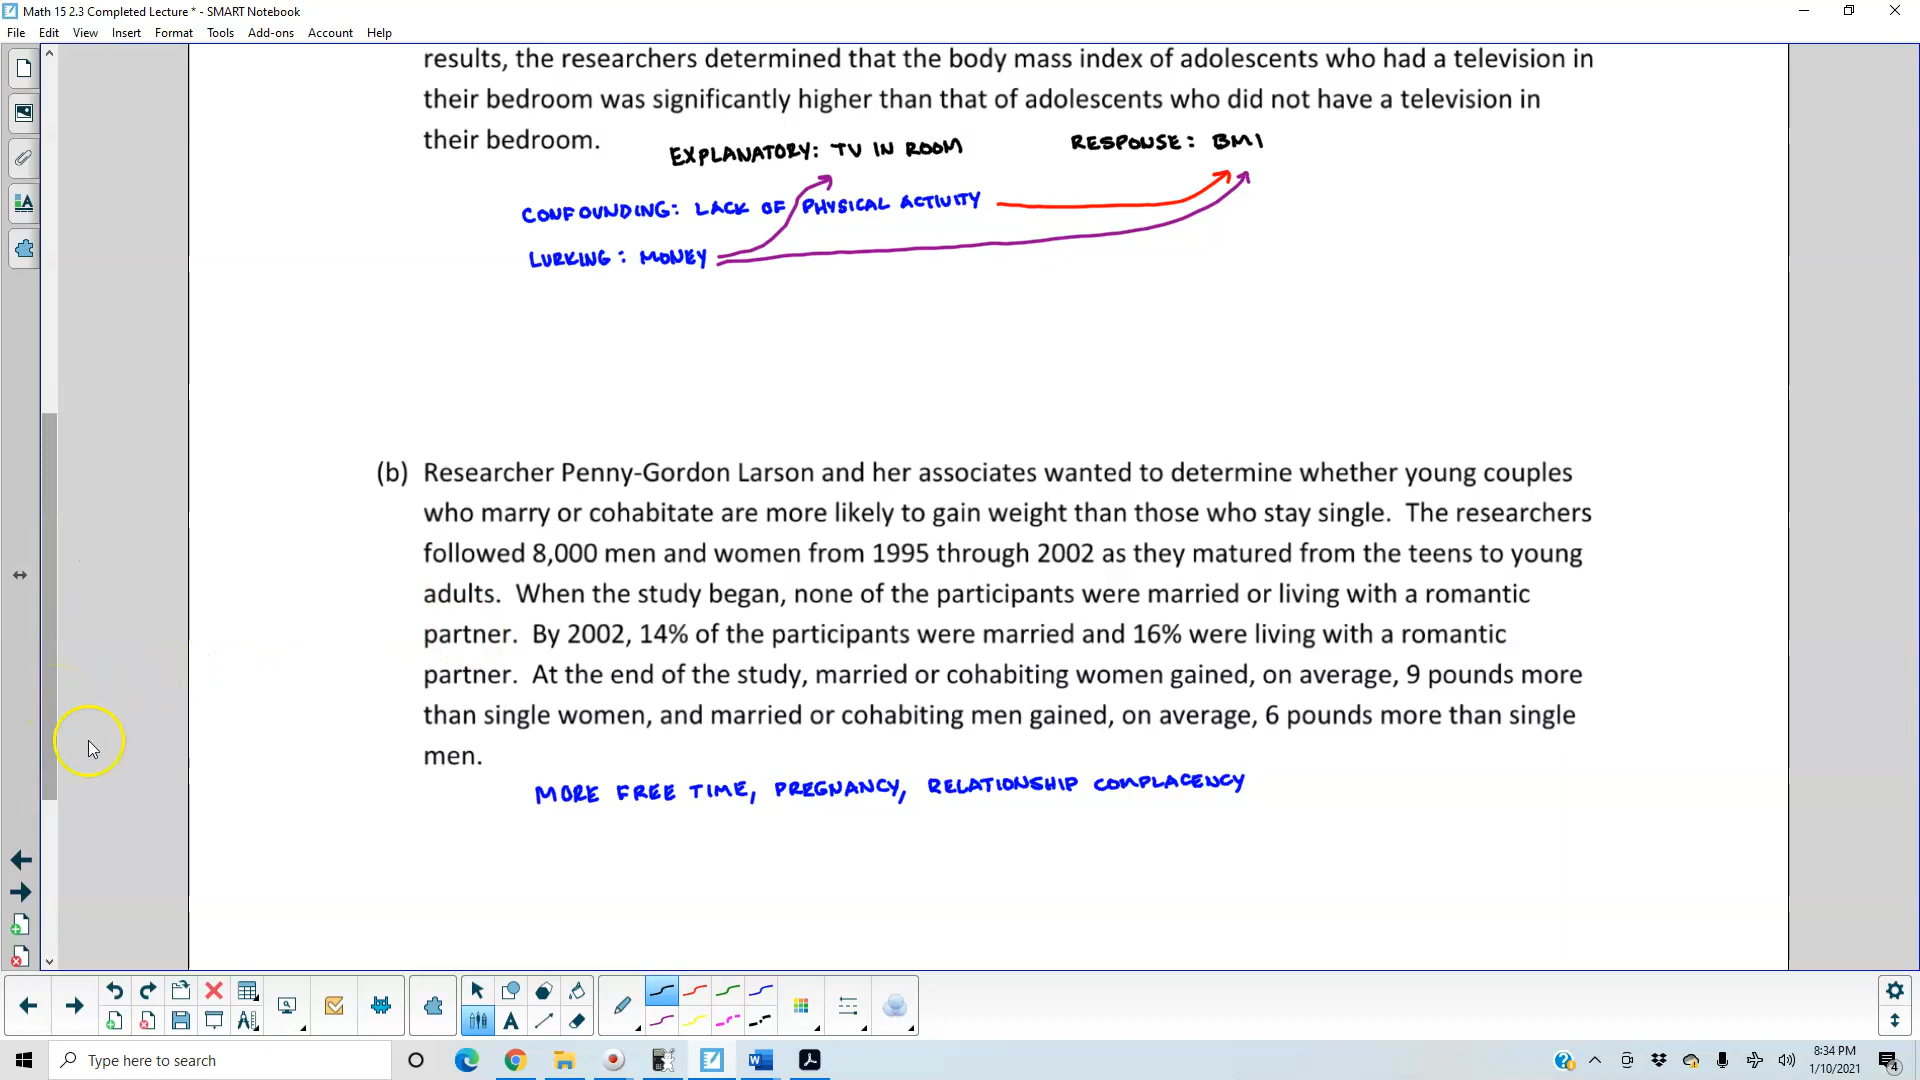 Math 15 2.3 Completed Lecture * - SMART Notebook
File Edit View Insert Format Tools Add-ons Account Help
results, the researchers determined that the body mass index of adolescents who had a television in
their bedroom was significantly higher than that of adolescents who did not have a television in
their bedroom.
EXPLANATORY: TV IN ROOM RESPONSE: BMI
CONFOUNDING: LACK OF PHYSICAL ACTIVITY
LURKING: MONEY
(b) Researcher Penny-Gordon Larson and her associates wanted to determine whether young couples
who marry or cohabitate are more likely to gain weight than those who stay single. The researchers
followed 8,000 men and women from 1995 through 2002 as they matured from the teens to young
adults. When the study began, none of the participants were married or living with a romantic
partner. By 2002, 14% of the participants were married and 16% were living with a romantic
partner. At the end of the study, married or cohabiting women gained, on average, 9 pounds more
than single women, and married or cohabiting men gained, on average, 6 pounds more than single
men.
MORE FREE TIME, PREGNANCY, RELATIONSHIP COMPLACENCY
Type here to search
8:34 PM
1/10/2021
4